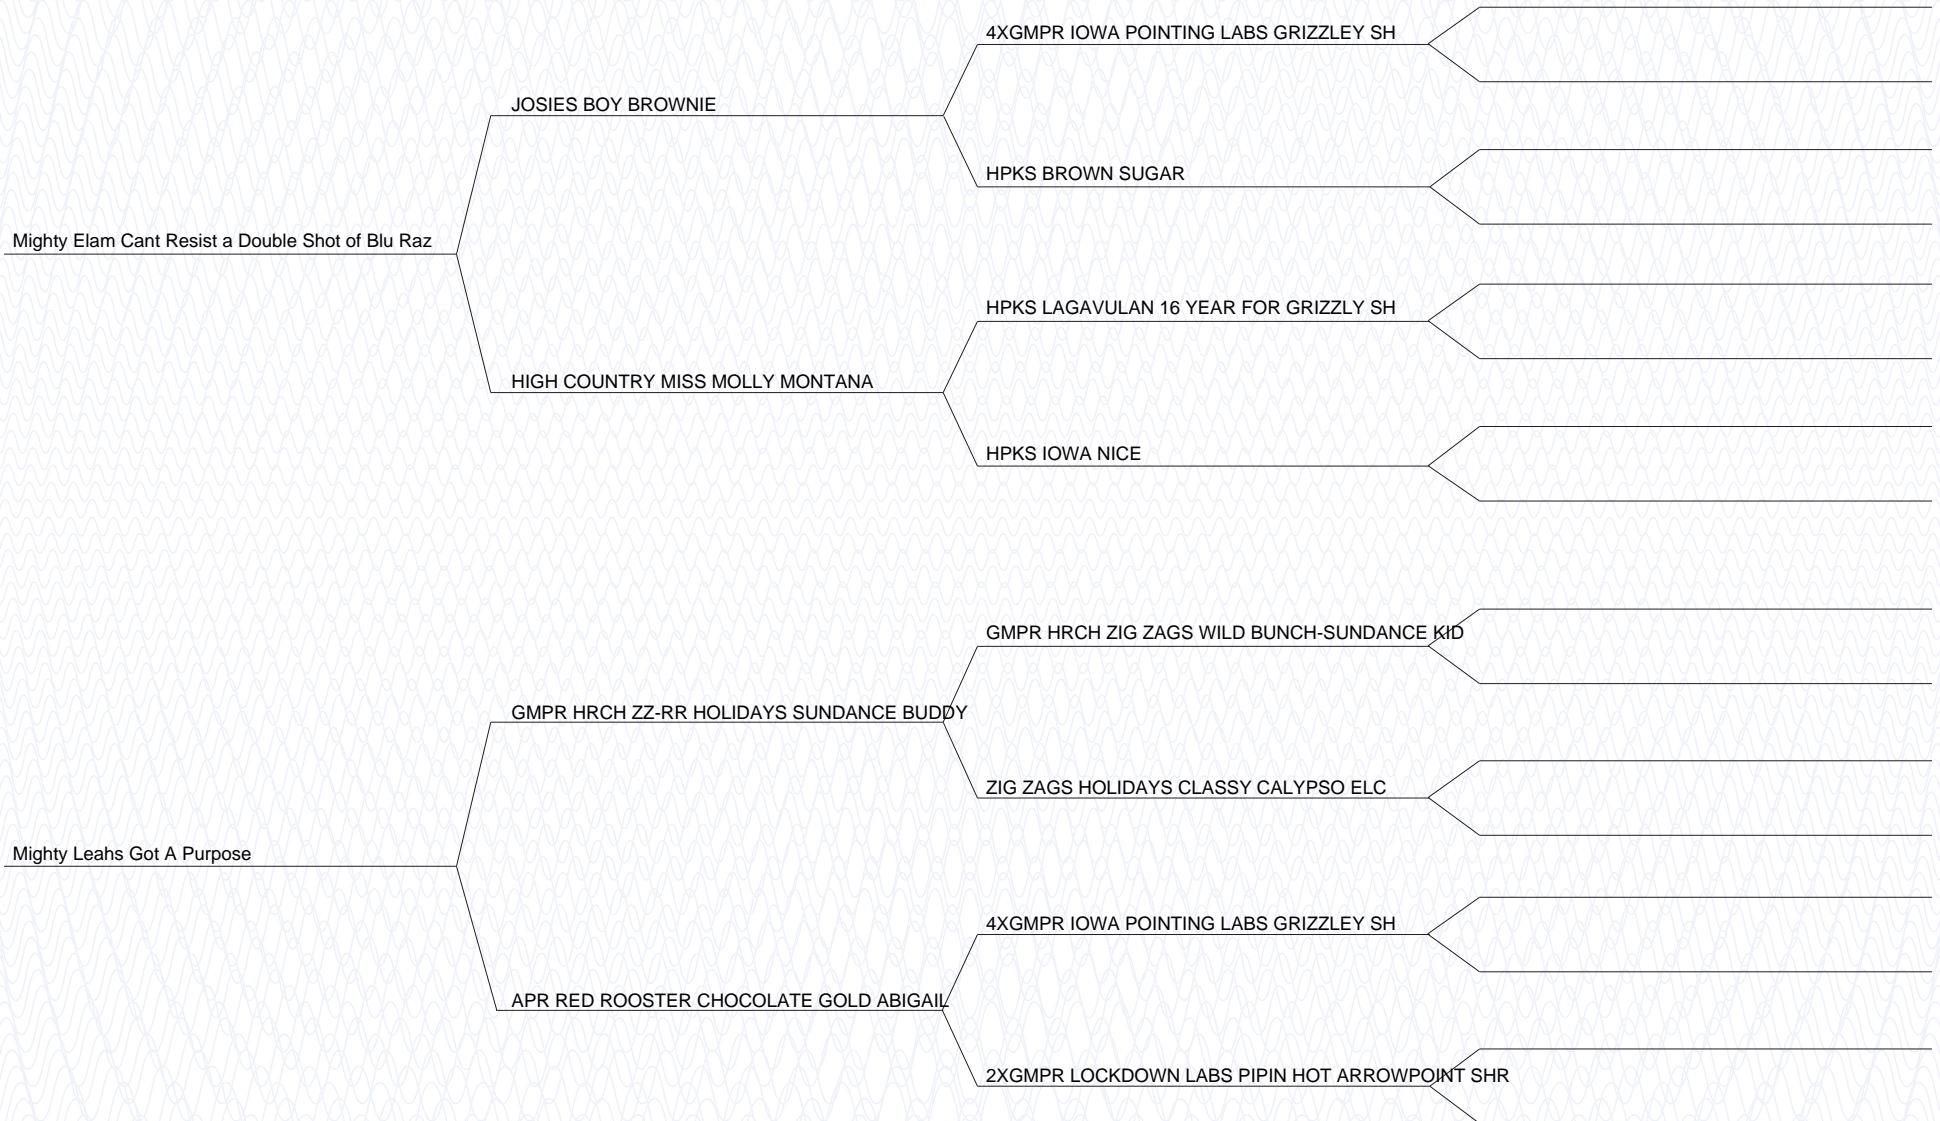 4XGMPR IOWA POINTING LABS GRIZZLEY SH
JOSIES BOY BROWNIE
HPKS BROWN SUGAR
Mighty Elam Cant Resist a Double Shot of Blu Raz
HPKS LAGAVULAN 16 YEAR FOR GRIZZLY SH
HIGH COUNTRY MISS MOLLY MONTANA
HPKS IOWA NICE
GMPR HRCH ZIG ZAGS WILD BUNCH-SUNDANCE KID
GMPR HRCH ZZ-RR HOLIDAYS SUNDANCE BUDDY
ZIG ZAGS HOLIDAYS CLASSY CALYPSO ELC
Mighty Leahs Got A Purpose
4XGMPR IOWA POINTING LABS GRIZZLEY SH
APR RED ROOSTER CHOCOLATE GOLD ABIGAIL
2XGMPR LOCKDOWN LABS PIPIN HOT ARROWPOINT SHR